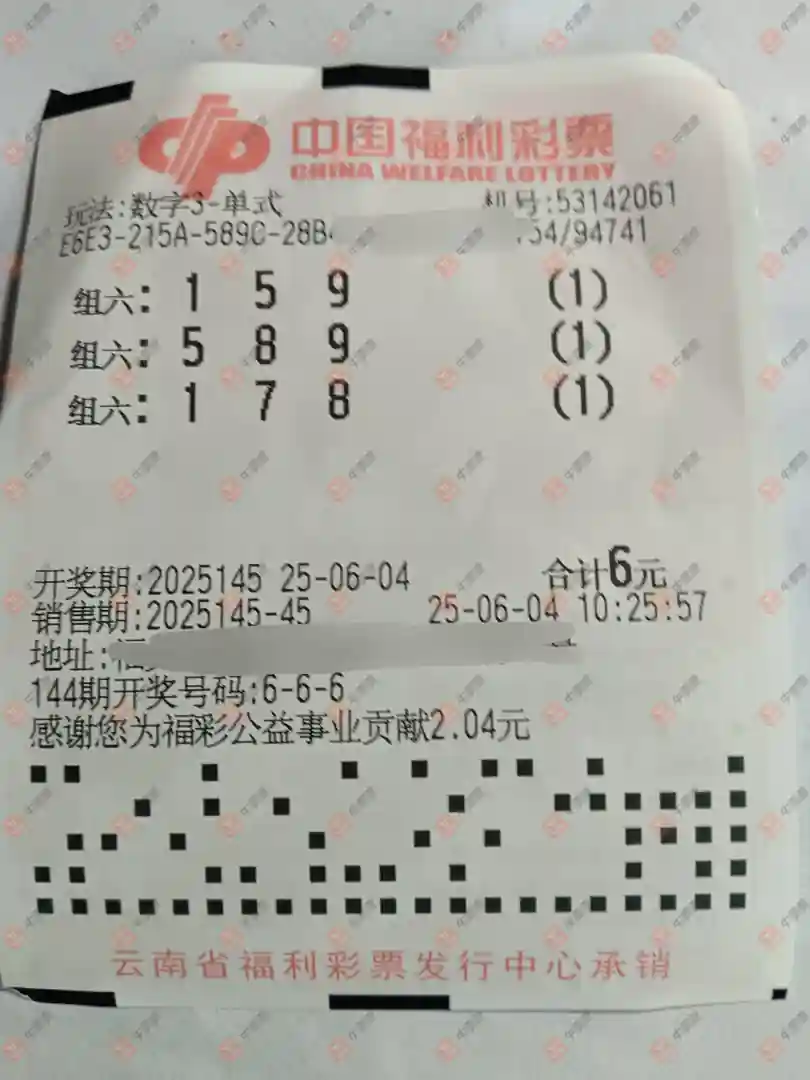 中国福利彩票
CHINA WELFARE LOTTERY
玩法:数字3-单式 机号:53142061
E6E3-215A-589C-28B 34/94741
组六: 1 5 9 (1)
组六: 5 8 9 (1)
组六: 1 7 8 (1)
开奖期:2025145 25-06-04 合计6元
销售期:2025145-45 25-06-04 10:25:57
地址:福
144期开奖号码:6-6-6
感谢您为福彩公益事业贡献2.04元
云南省福利彩票发行中心承销